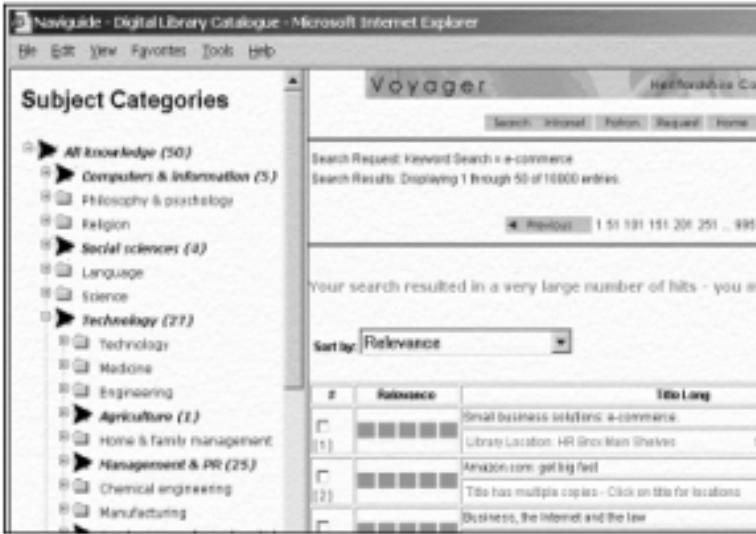 Naviguide - Digital Library Catalogue - Microsoft Internet Explorer
File Edit View Favorites Tools Help
Subject Categories
All knowledge (50)
Computers & information (5)
Philosophy & psychology
Religion
Social sciences (4)
Language
Science
Technology (27)
Technology
Medicine
Engineering
Agriculture (1)
Home & family management
Management & PR (25)
Chemical engineering
Manufacturing
Voyager
Hertfordshire Co
Search Intranet Patron Request Home
Search Request: Keyword Search = e-commerce
Search Results: Displaying 1 through 50 of 10000 entries.
Previous 1 51 101 151 201 251 ... 995
Your search resulted in a very large number of hits - you m
Sort by: Relevance
# Relevance Title Long
[1] Small business solutions: e-commerce.
Library Location: HR Brox Main Shelves
[2] Amazon.com: get big fast
Title has multiple copies - Click on title for locations
Business, the Internet and the law